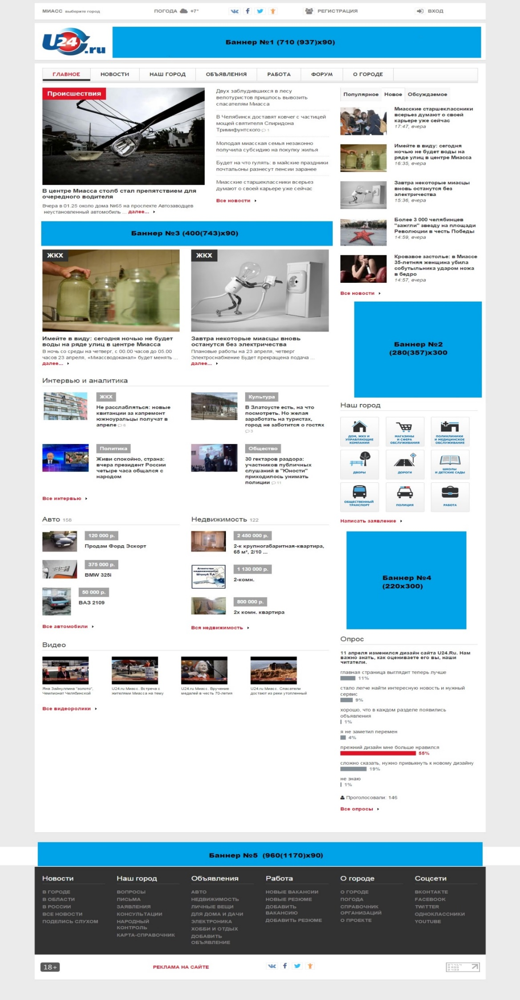 МИАСС выберите город
ПОГОДА +7°
РЕГИСТРАЦИЯ
ВХОД
U24.ru
Баннер №1 (710 (937)х90)
ГЛАВНОЕ
НОВОСТИ
НАШ ГОРОД
ОБЪЯВЛЕНИЯ
РАБОТА
ФОРУМ
О ГОРОДЕ
Происшествия
В центре Миасса столб стал препятствием для
очередного водителя
Вчера в 01.25 около дома №65 на проспекте Автозаводцев
неустановленный автомобиль ... далее...
Двух заблудившихся в лесу
велотуристов пришлось вывозить
спасателям Миасса
В Челябинск доставят ковчег с частицей
мощей святителя Спиридона
Тримифунтского 1
Молодая миасская семья незаконно
получила субсидию на покупку жилья
Будет на что гулять: в майские праздники
почтальоны разнесут пенсии заранее
Миасские старшеклассники всерьез
думают о своей карьере уже сейчас
Все новости
Популярное
Новое
Обсуждаемое
Миасские старшеклассники
всерьез думают о своей
карьере уже сейчас
17:47, вчера
Имейте в виду: сегодня
ночью не будет воды на
ряде улиц в центре Миасса
16:35, вчера
Завтра некоторые миасцы
вновь останутся без
электричества
15:36, вчера
Более 3 000 челябинцев
"зажгли" звезду на площади
Революции в честь Победы
14:59, вчера
Кровавое застолье: в Миассе
35-летняя женщина убила
собутыльника ударом ножа
в бедро
14:57, вчера
Все новости
Баннер №3 (400(743)х90)
ЖКХ
Имейте в виду: сегодня ночью не будет
воды на ряде улиц в центре Миасса
В ночь со среды на четверг, с 00.00 часов до 05.00
часов 23 апреля, «Миассводоканал» будет менять ...
далее...
ЖКХ
Завтра некоторые миасцы вновь
останутся без электричества
Плановые работы на 23 апреля, четверг
Электроснабжение Будет прекращена подача ...
далее...
Баннер №2
(280(357)х300
Интервью и аналитика
ЖКХ
Не расслабляться: новые
квитанции за капремонт
южноуральцы получат в
апреле 6
Культура
В Златоусте есть, на что
посмотреть. Но желая
заработать на туристах,
город не заботится о гостях
3
Политика
Живи спокойно, страна:
вчера президент России
четыре часа общался с
народом
Общество
30 гектаров раздора:
участников публичных
слушаний в "Юности"
приходилось унимать
полиции 11
Все интервью
Наш город
ДОМ, ЖКХ И
УПРАВЛЯЮЩИЕ
КОМПАНИИ
МАГАЗИНЫ
И СФЕРА
ОБСЛУЖИВАНИЯ
ПОЛИКЛИНИКИ
И МЕДИЦИНСКОЕ
ОБСЛУЖИВАНИЕ
ДВОРЫ
ДОРОГИ
ШКОЛЫ
И ДЕТСКИЕ САДЫ
ОБЩЕСТВЕННЫЙ
ТРАНСПОРТ
ПОЛИЦИЯ
РАБОТА
Написать заявление
Авто 158
120 000 р.
Продам Форд Эскорт
375 000 р.
BMW 325i
50 000 р.
ВАЗ 2109
Все автомобили
Недвижимость 122
2 450 000 р.
2-к крупногабаритная-квартира,
65 м², 2/10 ...
Агентство
недвижимости
Штрауб Т.А.
1 130 000 р.
2-комн.
800 000 р.
2х комн. квартира
Вся недвижимость
Баннер №4
(220х300)
Видео
Яна Зайнуллина "золото",
Чемпионат Челябинской
U24.ru Миасс. Встреча с
жителями Миасса на тему
U24.ru Миасс. Вручение
медалей в честь 70-летия
U24.ru Миасс. Спасатели
достают из реки утопленный
Все видеоролики
Опрос
11 апреля изменился дизайн сайта U24.Ru. Нам
важно знать, как оцениваете его вы, наши
читатели.
главная страница выглядит теперь лучше
11%
стало легче найти интересную новость и нужный
сервис
9%
хорошо, что в каждом разделе появились
объявления
1%
я не заметил перемен
4%
прежний дизайн мне больше нравился
55%
сложно сказать, нужно привыкнуть к новому дизайну
19%
не знаю
1%
Проголосовали: 146
Все опросы
Баннер №5 (960(1170)х90)
Новости
В ГОРОДЕ
В ОБЛАСТИ
В РОССИИ
ВСЕ НОВОСТИ
ПОДЕЛИСЬ СЛУХОМ
Наш город
ВОПРОСЫ
ПИСЬМА
ЗАЯВЛЕНИЯ
КОНСУЛЬТАЦИИ
НАРОДНЫЙ
КОНТРОЛЬ
КАРТА-СПРАВОЧНИК
Объявления
АВТО
НЕДВИЖИМОСТЬ
ЛИЧНЫЕ ВЕЩИ
ДЛЯ ДОМА И ДАЧИ
ЭЛЕКТРОНИКА
ХОББИ И ОТДЫХ
ДОБАВИТЬ
ОБЪЯВЛЕНИЕ
Работа
НОВЫЕ ВАКАНСИИ
НОВЫЕ РЕЗЮМЕ
ДОБАВИТЬ
ВАКАНСИЮ
ДОБАВИТЬ РЕЗЮМЕ
О городе
О ГОРОДЕ
ПОГОДА
СПРАВОЧНИК
ОРГАНИЗАЦИЙ
О ПРОЕКТЕ
Соцсети
ВКОНТАКТЕ
FACEBOOK
TWITTER
ОДНОКЛАССНИКИ
YOUTUBE
18+
РЕКЛАМА НА САЙТЕ